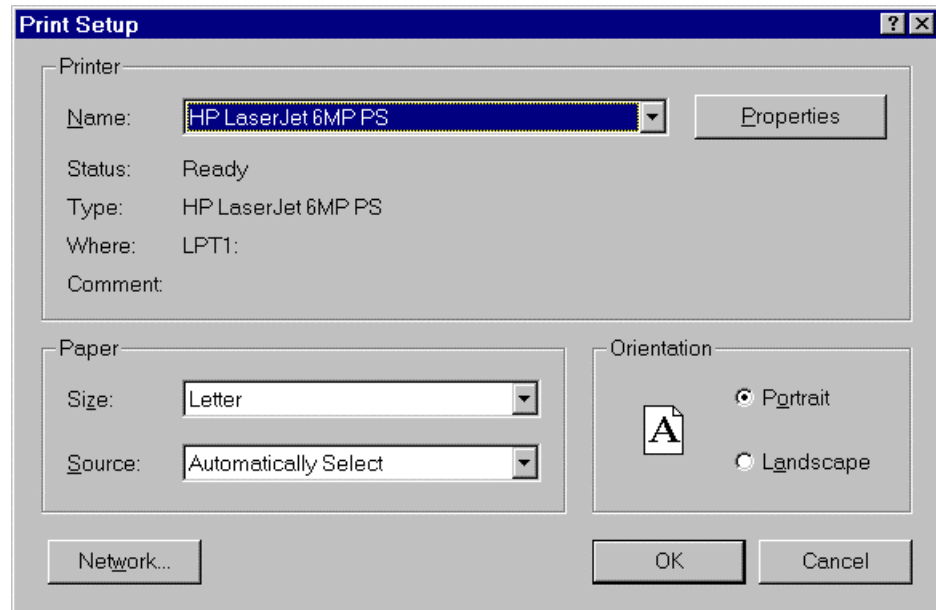 Print Setup
Printer
Name: HP LaserJet 6MP PS Properties
Status: Ready
Type: HP LaserJet 6MP PS
Where: LPT1:
Comment:
Paper
Size: Letter
Source: Automatically Select
Orientation
A
Portrait
Landscape
Network... OK Cancel